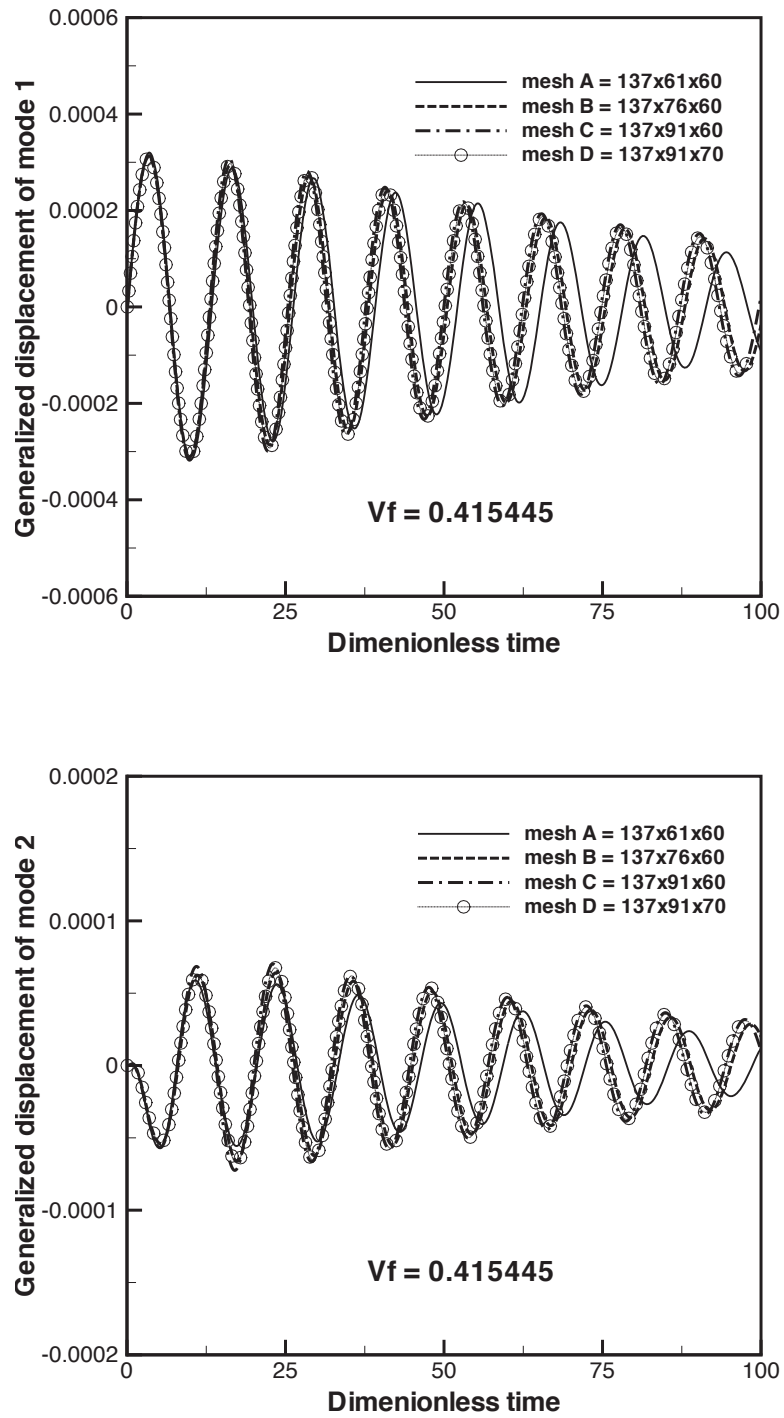 0.0006
0.0004
0.0002
0
-0.0002
-0.0004
-0.0006
Generalized displacement of mode 1
mesh A = 137x61x60
mesh B = 137x76x60
mesh C = 137x91x60
mesh D = 137x91x70
Vf = 0.415445
0 25 50 75 100
Dimenionless time
0.0002
0.0001
0
-0.0001
-0.0002
Generalized displacement of mode 2
mesh A = 137x61x60
mesh B = 137x76x60
mesh C = 137x91x60
mesh D = 137x91x70
Vf = 0.415445
0 25 50 75 100
Dimenionless time